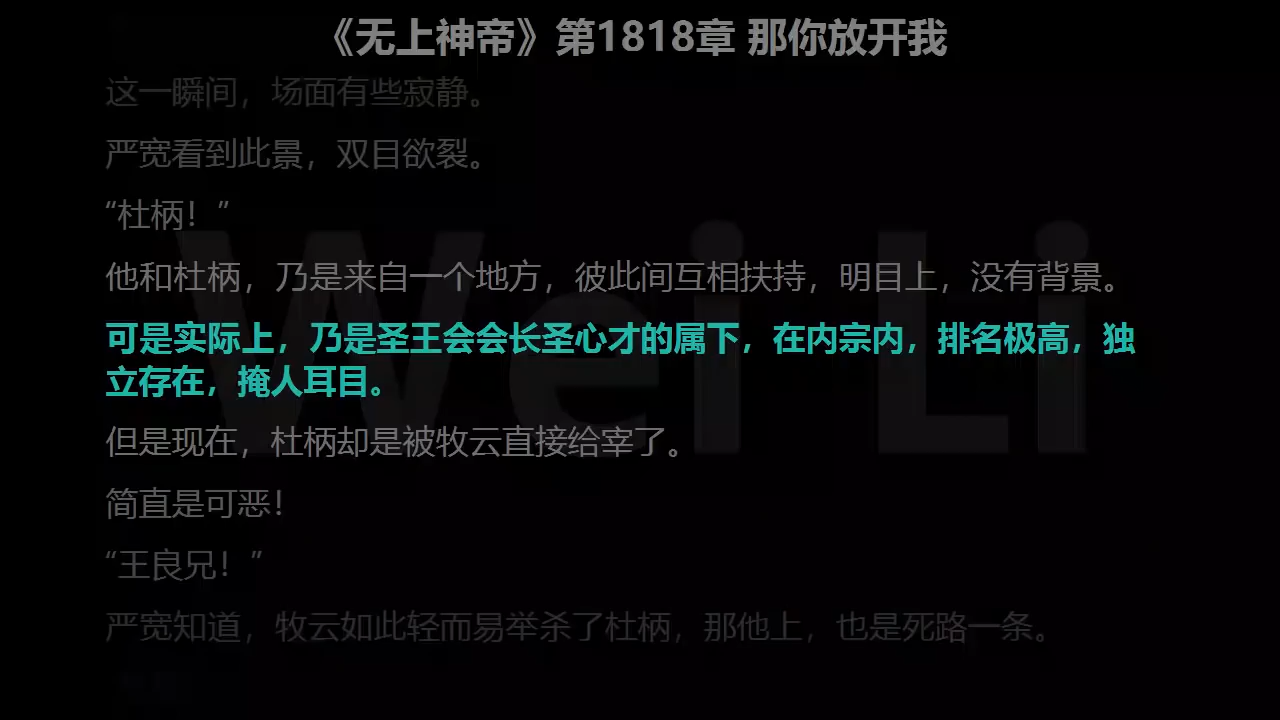 《无上神帝》第1818章 那你放开我
这一瞬间，场面有些寂静。
严宽看到此景，双目欲裂。
“杜柄！”
他和杜柄，乃是来自一个地方，彼此间互相扶持，明目上，没有背景。
可是实际上，乃是圣王会会长圣心才的属下，在内宗内，排名极高，独
立存在，掩人耳目。
但是现在，杜柄却是被牧云直接给宰了。
简直是可恶！
“王良兄！”
严宽知道，牧云如此轻而易举杀了杜柄，那他上，也是死路一条。
Wei Li